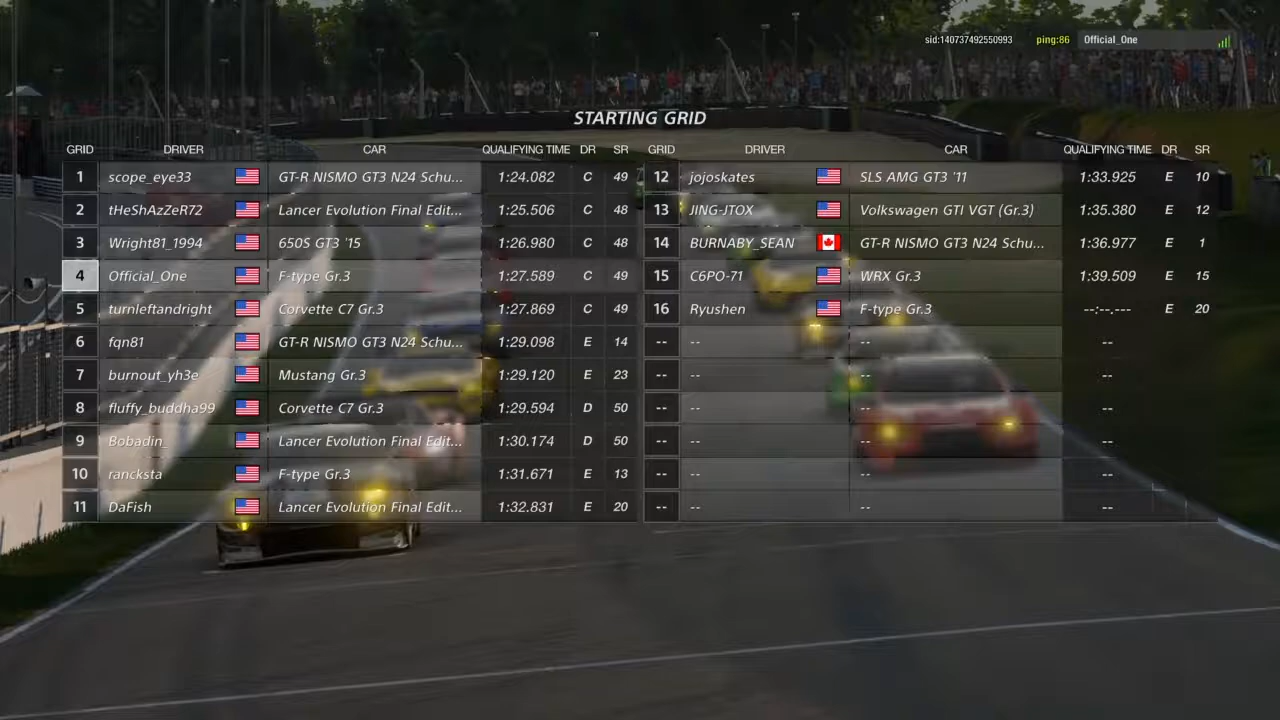 sid:140737492550993 ping:86 Official_One
STARTING GRID
GRID DRIVER CAR QUALIFYING TIME DR SR GRID DRIVER CAR QUALIFYING TIME DR SR
1 scope_eye33 GT-R NISMO GT3 N24 Schu... 1:24.082 C 49 12 jojoskates SLS AMG GT3 '11 1:33.925 E 10
2 tHeShAzZeR72 Lancer Evolution Final Edit... 1:25.506 C 48 13 JING-JTOX Volkswagen GTI VGT (Gr.3) 1:35.380 E 12
3 Wright81_1994 650S GT3 '15 1:26.980 C 48 14 BURNABY_SEAN GT-R NISMO GT3 N24 Schu... 1:36.977 E 1
4 Official_One F-type Gr.3 1:27.589 C 49 15 C6PO-71 WRX Gr.3 1:39.509 E 15
5 turnleftandright Corvette C7 Gr.3 1:27.869 C 49 16 Ryushen F-type Gr.3 --:--.--- E 20
6 fqn81 GT-R NISMO GT3 N24 Schu... 1:29.098 E 14 -- -- -- --
7 burnout_yh3e Mustang Gr.3 1:29.120 E 23 -- -- -- --
8 fluffy_buddha99 Corvette C7 Gr.3 1:29.594 D 50 -- -- -- --
9 Bobadin_ Lancer Evolution Final Edit... 1:30.174 D 50 -- -- -- --
10 rancksta F-type Gr.3 1:31.671 E 13 -- -- -- --
11 DaFish Lancer Evolution Final Edit... 1:32.831 E 20 -- -- -- --